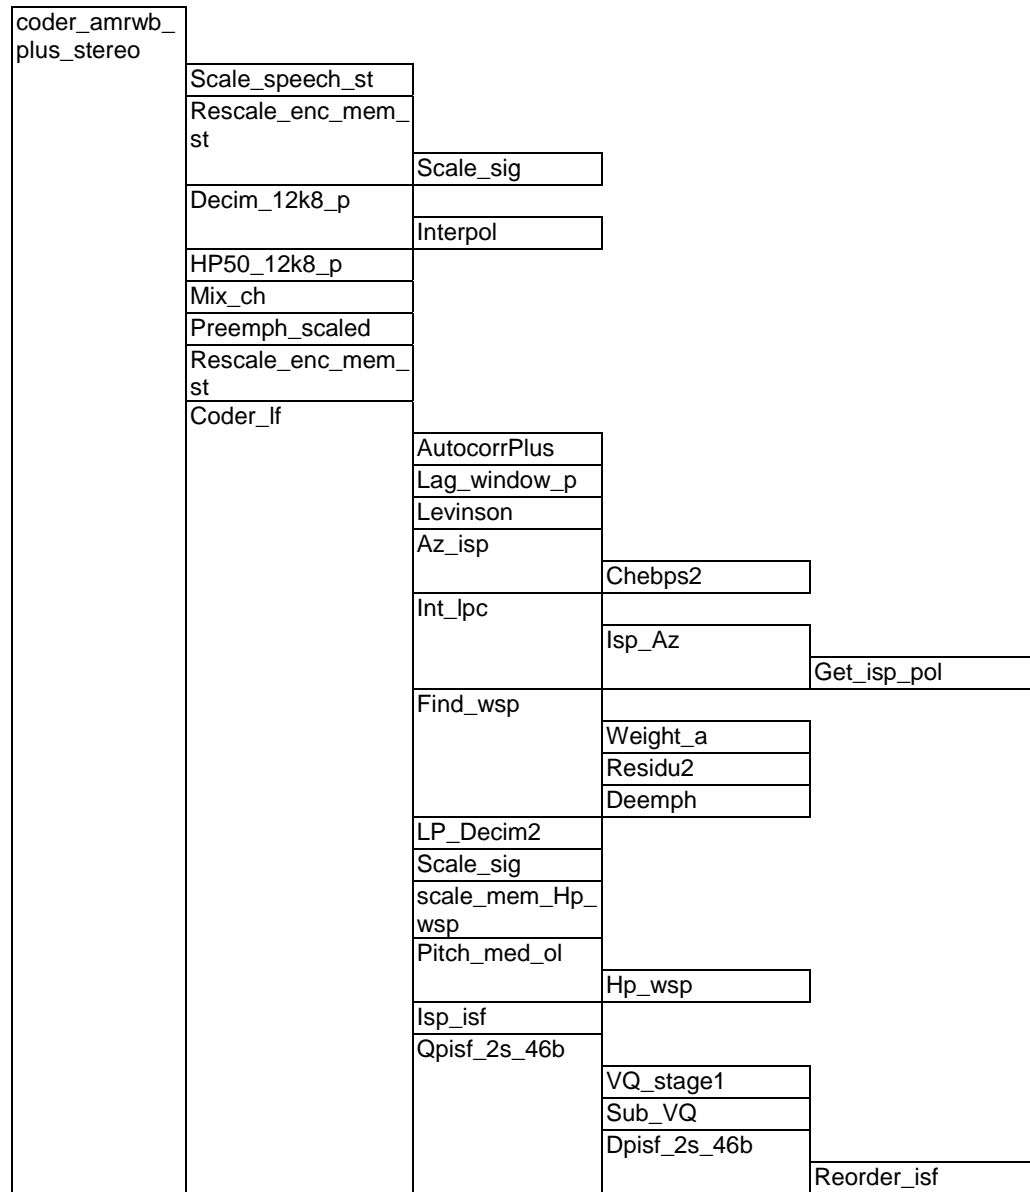 coder_amrwb_
plus_stereo
Scale_speech_st
Rescale_enc_mem_
st
Scale_sig
Decim_12k8_p
Interpol
HP50_12k8_p
Mix_ch
Preemph_scaled
Rescale_enc_mem_
st
Coder_lf
AutocorrPlus
Lag_window_p
Levinson
Az_isp
Chebps2
Int_lpc
Isp_Az
Get_isp_pol
Find_wsp
Weight_a
Residu2
Deemph
LP_Decim2
Scale_sig
scale_mem_Hp_
wsp
Pitch_med_ol
Hp_wsp
Isp_isf
Qpisf_2s_46b
VQ_stage1
Sub_VQ
Dpisf_2s_46b
Reorder_isf